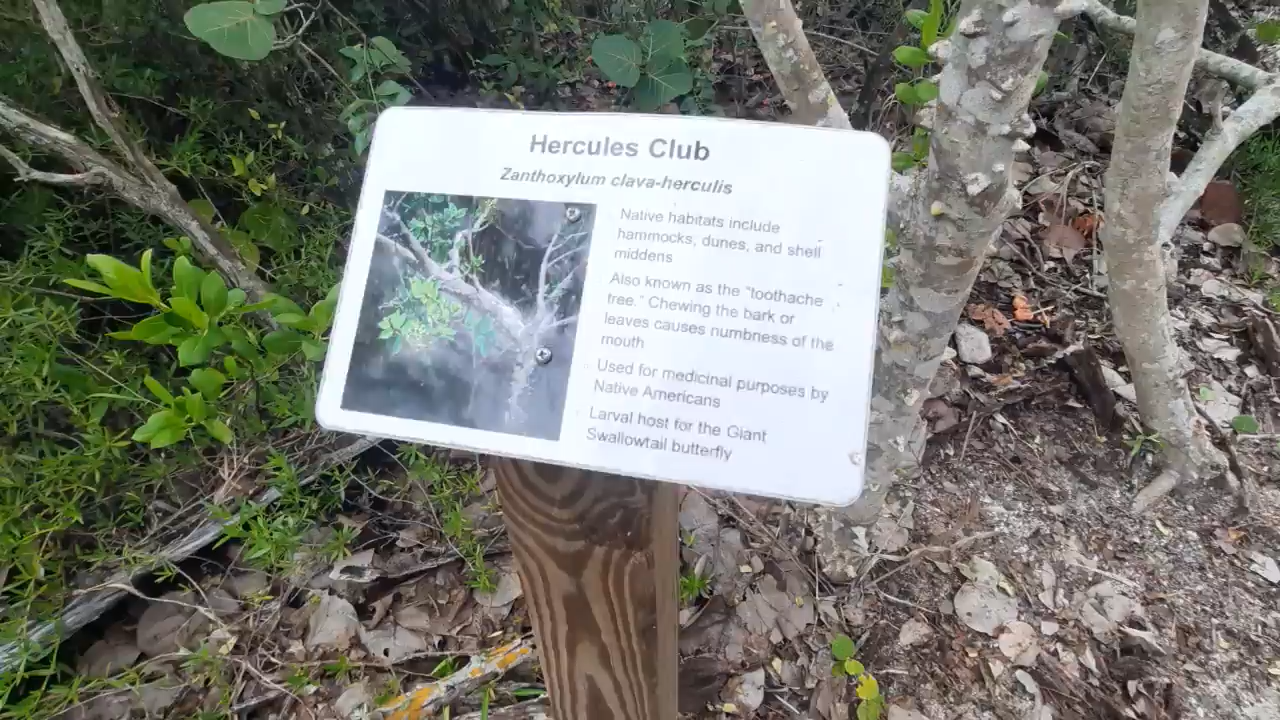 Hercules Club
Zanthoxylum clava-herculis
Native habitats include
hammocks, dunes, and shell
middens
Also known as the "toothache
tree." Chewing the bark or
leaves causes numbness of the
mouth
Used for medicinal purposes by
Native Americans
Larval host for the Giant
Swallowtail butterfly